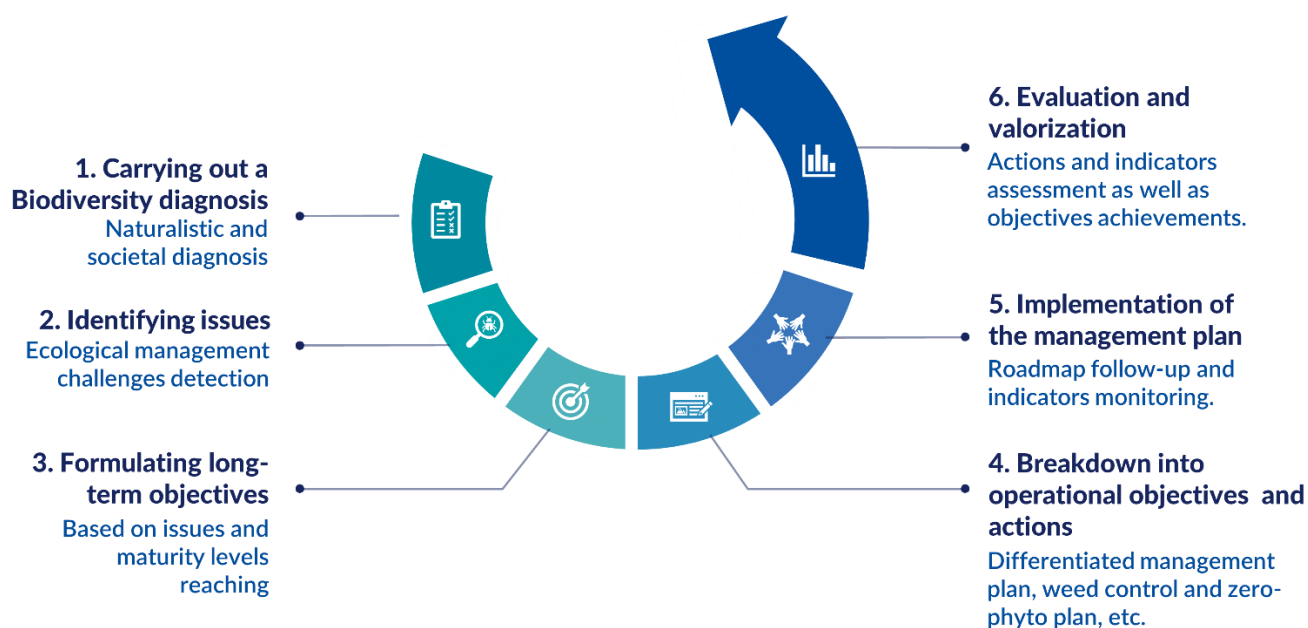 1. Carrying out a
Biodiversity diagnosis
Naturalistic and
societal diagnosis
2. Identifying issues
Ecological management
challenges detection
3. Formulating long-
term objectives
Based on issues and
maturity levels
reaching
4. Breakdown into
operational objectives and
actions
Differentiated management
plan, weed control and zero-
phyto plan, etc.
5. Implementation of
the management plan
Roadmap follow-up and
indicators monitoring.
6. Evaluation and
valorization
Actions and indicators
assessment as well as
objectives achievements.